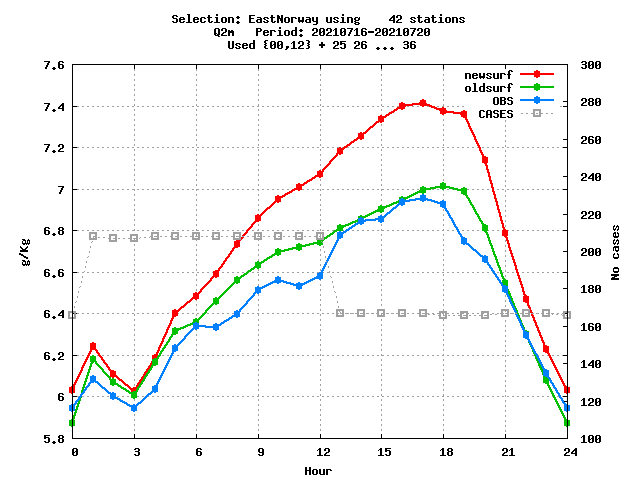 Selection: EastNorway using    42 stations
Q2m   Period: 20210716-20210720
Used {00,12} + 25 26 ... 36
7.6
7.4
7.2
7
6.8
6.6
6.4
6.2
6
5.8
g/Kg
newsurf
oldsurf
OBS
CASES
300
280
260
240
220
200
180
160
140
120
100
No cases
0 3 6 9 12 15 18 21 24
Hour